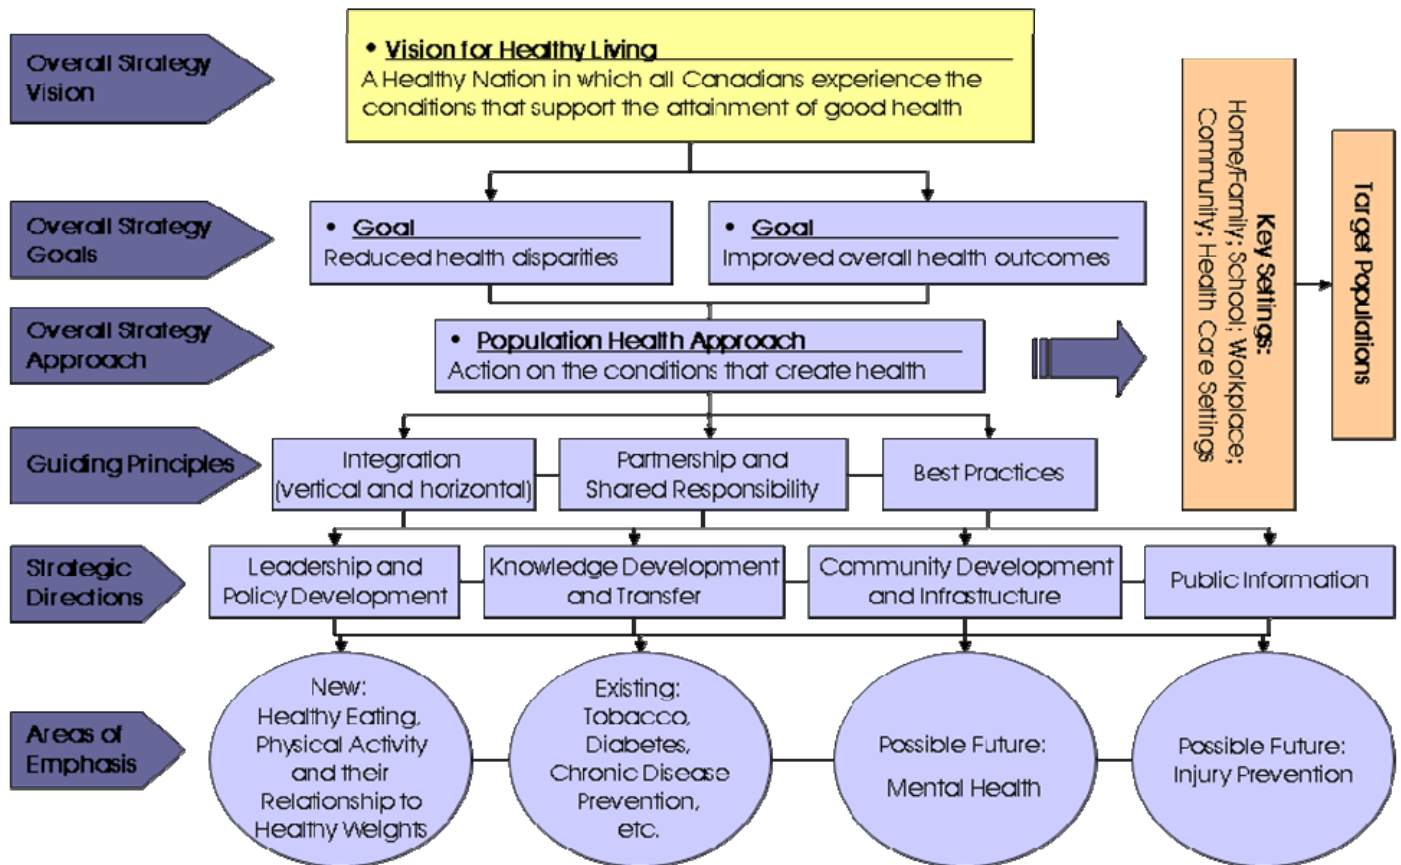 Overall Strategy
Vision
• Vision for Healthy Living
A Healthy Nation in which all Canadians experience the
conditions that support the attainment of good health
Overall Strategy
Goals
• Goal
Reduced health disparities
• Goal
Improved overall health outcomes
Overall Strategy
Approach
• Population Health Approach
Action on the conditions that create health
Key Settings:
Home/Family; School; Workplace;
Community; Health Care Settings
Target Populations
Guiding Principles
Integration
(vertical and horizontal)
Partnership and
Shared Responsibility
Best Practices
Strategic
Directions
Leadership and
Policy Development
Knowledge Development
and Transfer
Community Development
and Infrastructure
Public Information
Areas of
Emphasis
New:
Healthy Eating,
Physical Activity
and their
Relationship to
Healthy Weights
Existing:
Tobacco,
Diabetes,
Chronic Disease
Prevention,
etc.
Possible Future:
Mental Health
Possible Future:
Injury Prevention